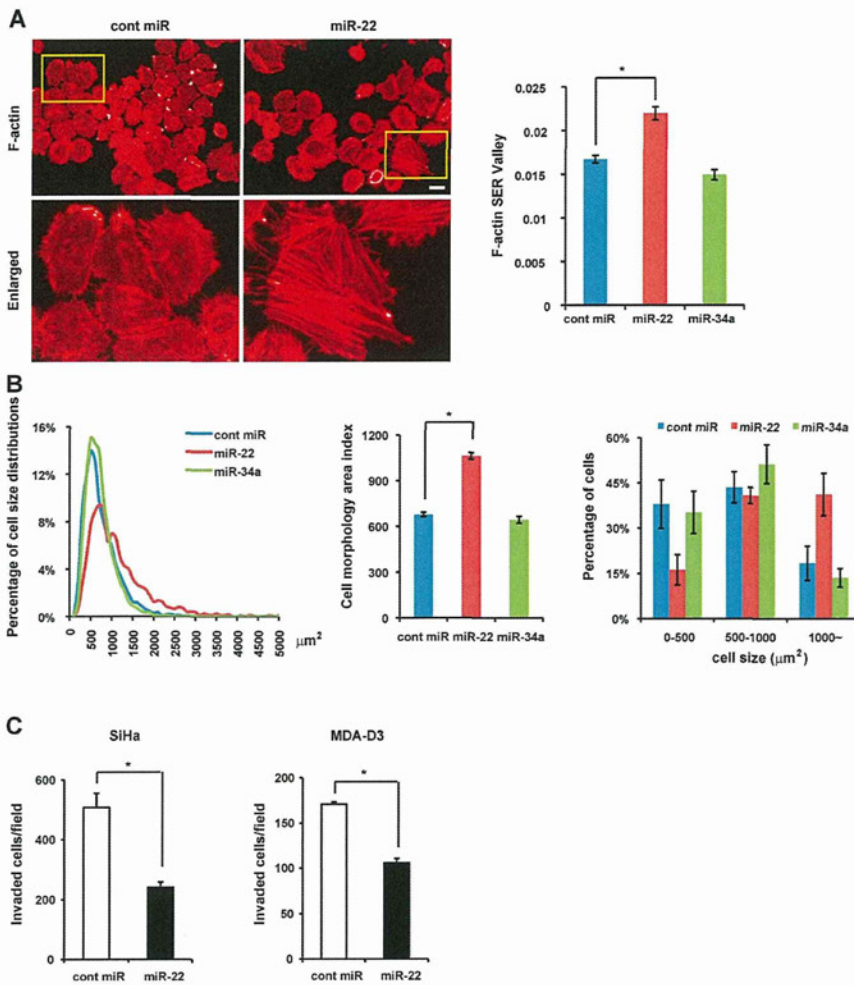 A
cont miR
miR-22
F-actin
Enlarged
*
F-actin SER Valley
0.025
0.02
0.015
0.01
0.005
0
cont miR
miR-22
miR-34a
B
Percentage of cell size distributions
16%
12%
8%
4%
0%
cont miR
miR-22
miR-34a
0
500
1000
1500
2000
2500
3000
3500
4000
4500
5000
μm²
*
Cell morphology area index
1200
900
600
300
0
cont miR
miR-22
miR-34a
cont miR
miR-22
miR-34a
Percentage of cells
60%
45%
30%
15%
0%
0-500
500-1000
1000~
cell size (μm²)
C
SiHa
*
Invaded cells/field
600
400
200
0
cont miR
miR-22
MDA-D3
*
Invaded cells/field
200
150
100
50
0
cont miR
miR-22